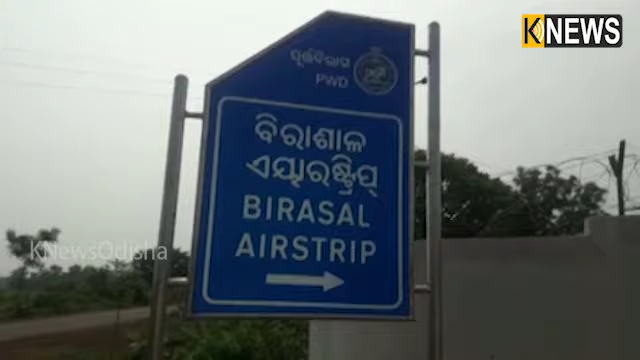 KNEWS
ପୂର୍ତ୍ତବିଭାଗ
PWD
ବିରାଶାଳ
ଏୟାରଷ୍ଟ୍ରିପ୍
BIRASAL
AIRSTRIP
KNewsOdisha